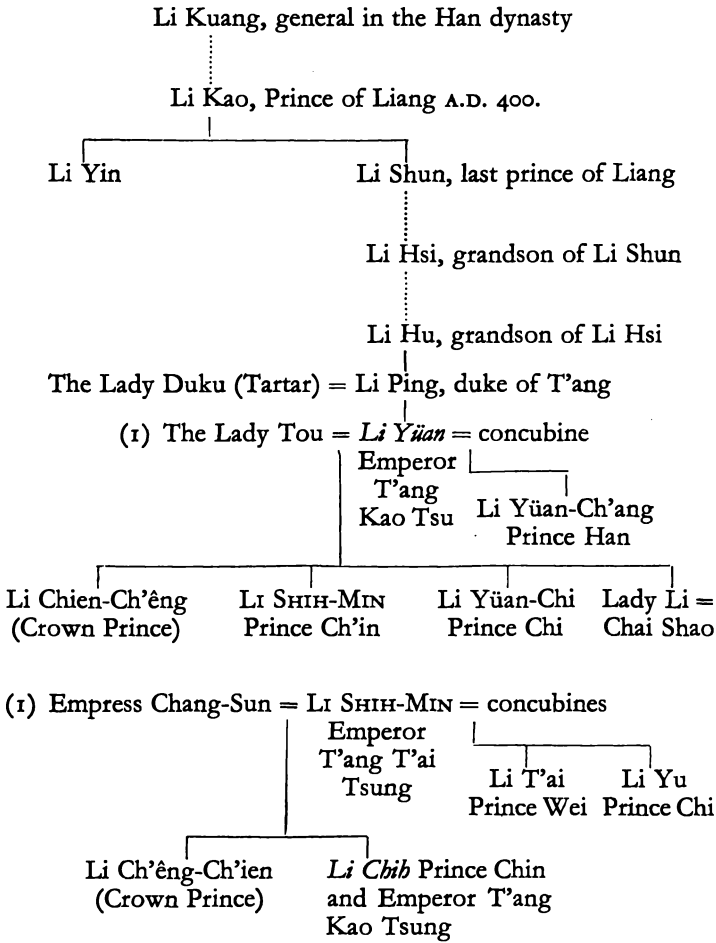 Li Kuang, general in the Han dynasty
Li Kao, Prince of Liang A.D. 400.
Li Yin
Li Shun, last prince of Liang
Li Hsi, grandson of Li Shun
Li Hu, grandson of Li Hsi
The Lady Duku (Tartar) = Li Ping, duke of T’ang
(1) The Lady Tou = Li Yüan = concubine
Emperor
T’ang
Kao Tsu
Li Yüan-Ch’ang
Prince Han
Li Chien-Ch’êng
(Crown Prince)
LI SHIH-MIN
Prince Ch’in
Li Yüan-Chi
Prince Chi
Lady Li =
Chai Shao
(1) Empress Chang-Sun = LI SHIH-MIN = concubines
Emperor
T’ang T’ai
Tsung
Li T’ai
Prince Wei
Li Yu
Prince Chi
Li Ch’êng-Ch’ien
(Crown Prince)
Li Chih Prince Chin
and Emperor T’ang
Kao Tsung